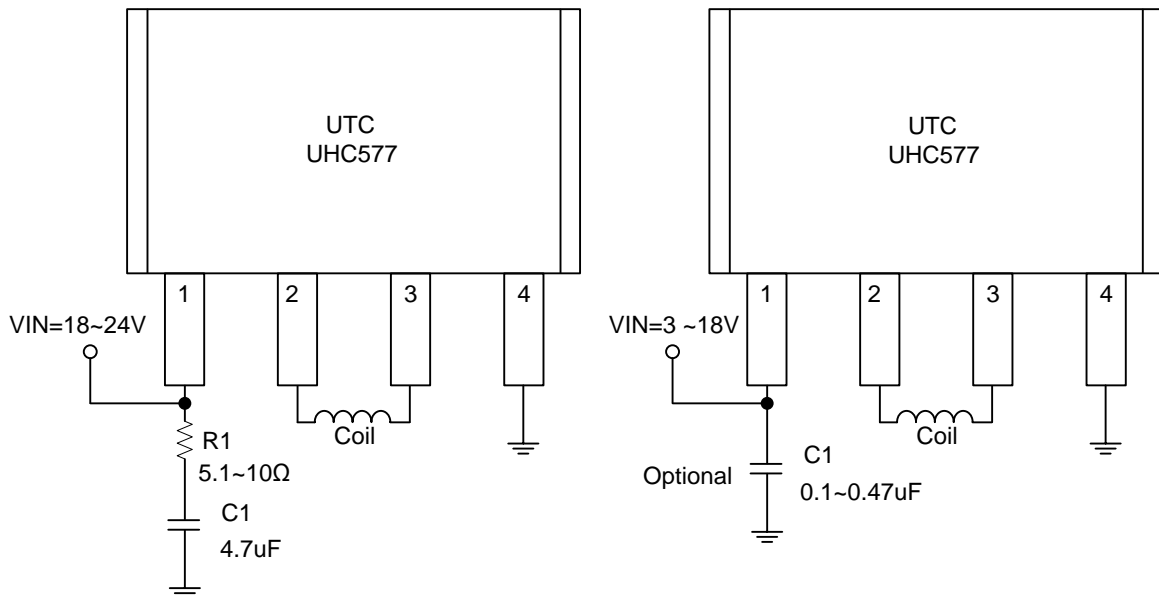 UTC
UHC577
1
2
3
4
VIN=18~24V
R1
5.1~10Ω
C1
4.7uF
Coil
UTC
UHC577
1
2
3
4
VIN=3 ~18V
Optional
C1
0.1~0.47uF
Coil